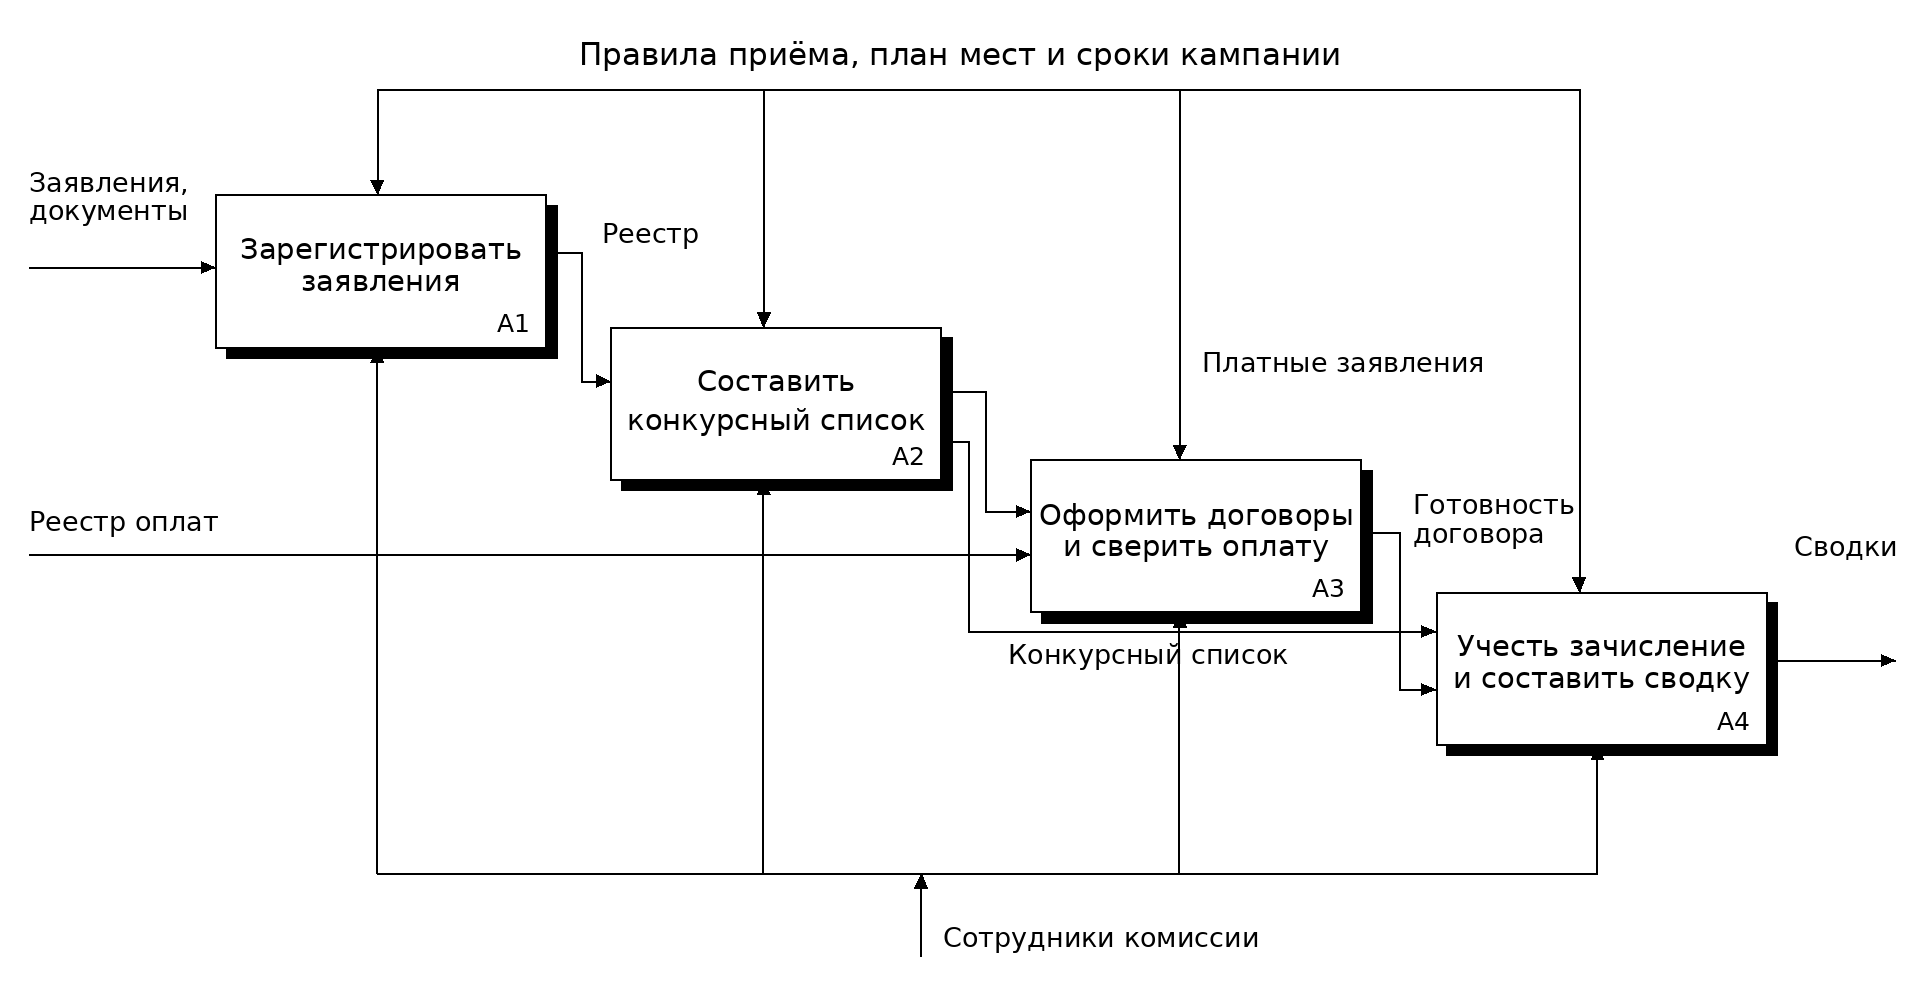 Правила приёма, план мест и сроки кампании
Заявления,
документы
Зарегистрировать
заявления
A1
Реестр
Составить
конкурсный список
A2
Платные заявления
Реестр оплат
Оформить договоры
и сверить оплату
A3
Готовность
договора
Сводки
Конкурсный список
Учесть зачисление
и составить сводку
A4
Сотрудники комиссии